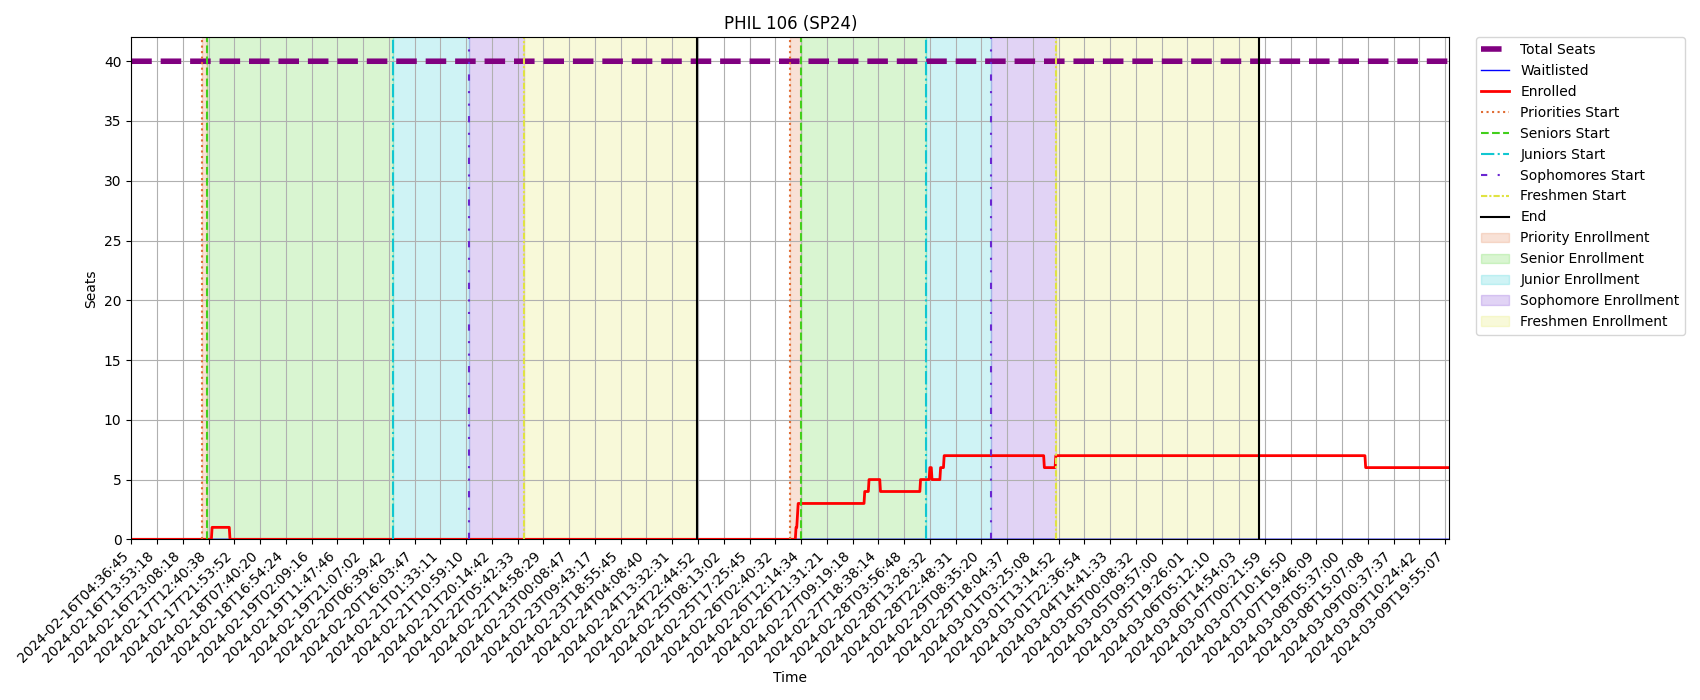 PHIL 106 (SP24)
Seats
40
35
30
25
20
15
10
5
0
2024-02-16T04:36:45
2024-02-16T13:53:18
2024-02-16T23:08:18
2024-02-17T12:40:38
2024-02-17T21:53:52
2024-02-18T07:40:20
2024-02-18T16:54:24
2024-02-19T02:09:16
2024-02-19T11:47:46
2024-02-19T21:07:02
2024-02-20T06:39:42
2024-02-20T16:03:47
2024-02-21T01:33:11
2024-02-21T10:59:10
2024-02-21T20:14:42
2024-02-22T05:42:33
2024-02-22T14:58:29
2024-02-23T00:08:47
2024-02-23T09:43:17
2024-02-23T18:55:45
2024-02-24T04:08:40
2024-02-24T13:32:31
2024-02-24T22:44:52
2024-02-25T08:13:02
2024-02-25T17:25:45
2024-02-26T02:40:32
2024-02-26T12:14:34
2024-02-26T21:31:21
2024-02-27T09:19:18
2024-02-27T18:38:14
2024-02-28T03:56:48
2024-02-28T13:28:32
2024-02-28T22:48:31
2024-02-29T08:35:20
2024-02-29T18:04:37
2024-03-01T03:25:08
2024-03-01T13:14:52
2024-03-01T22:36:54
2024-03-04T14:41:33
2024-03-05T00:08:32
2024-03-05T09:57:00
2024-03-05T19:26:01
2024-03-06T05:12:10
2024-03-06T14:54:03
2024-03-07T00:21:59
2024-03-07T10:16:50
2024-03-07T19:46:09
2024-03-08T05:37:00
2024-03-08T15:07:08
2024-03-09T00:37:37
2024-03-09T10:24:42
2024-03-09T19:55:07
Time
Total Seats
Waitlisted
Enrolled
Priorities Start
Seniors Start
Juniors Start
Sophomores Start
Freshmen Start
End
Priority Enrollment
Senior Enrollment
Junior Enrollment
Sophomore Enrollment
Freshmen Enrollment